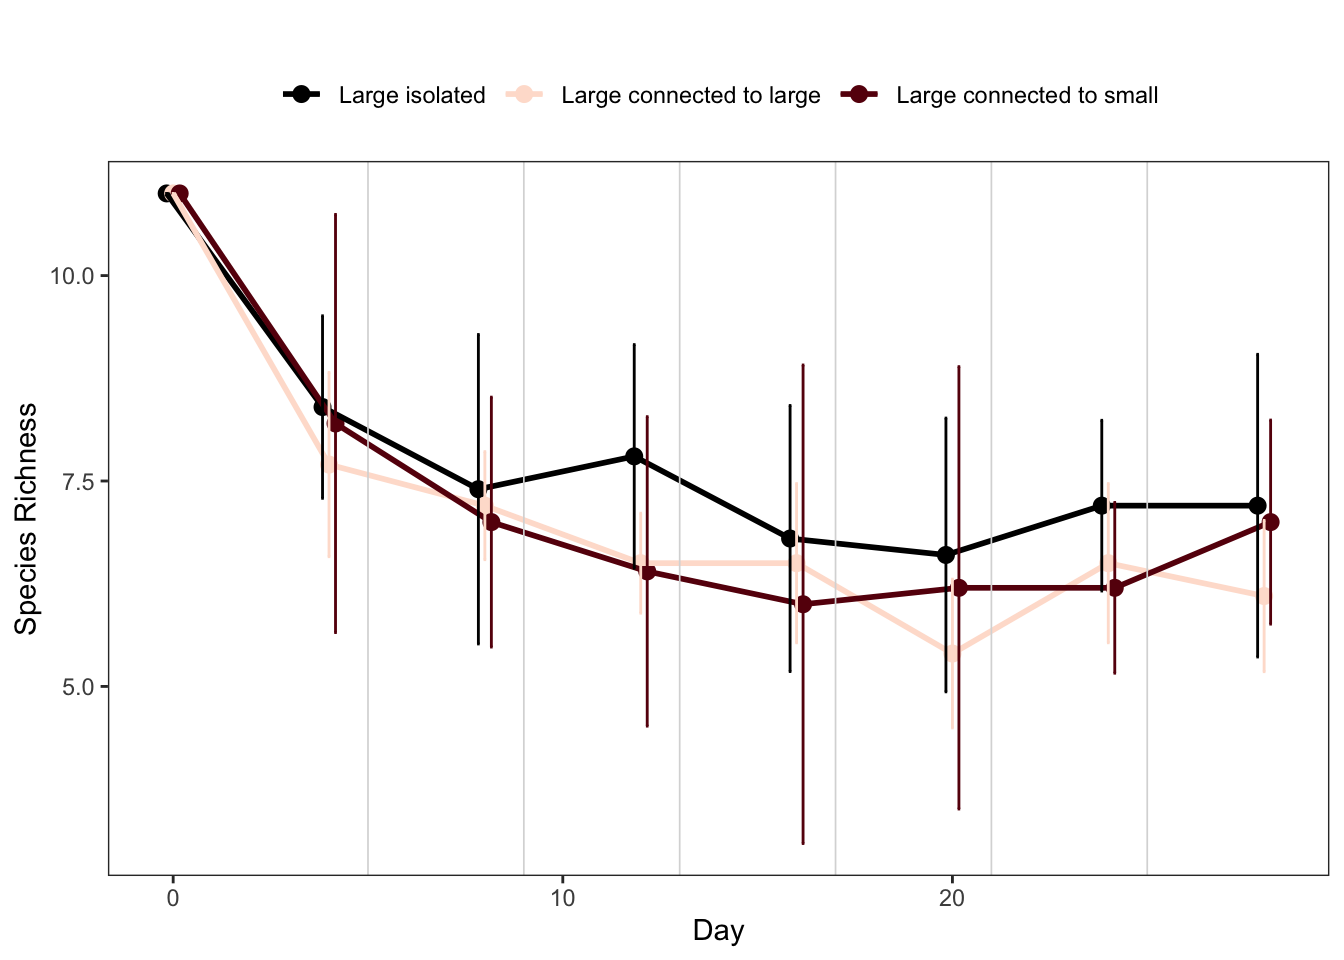 Large isolated Large connected to large Large connected to small
Species Richness
10.0
7.5
5.0
0 10 20
Day